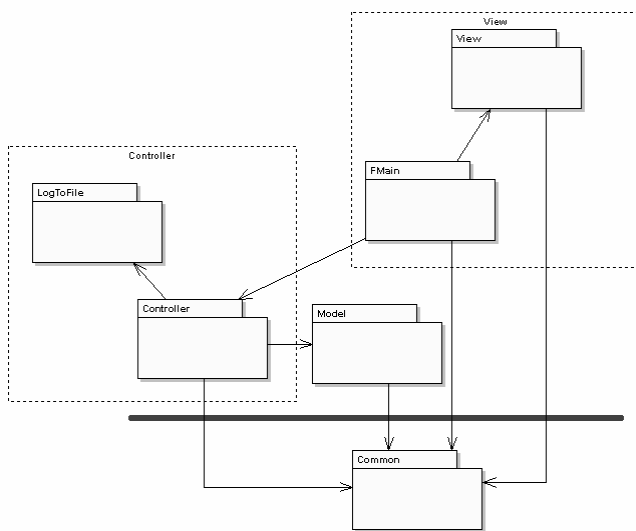 View
View
Controller
FMain
LogToFile
Controller
Model
Common